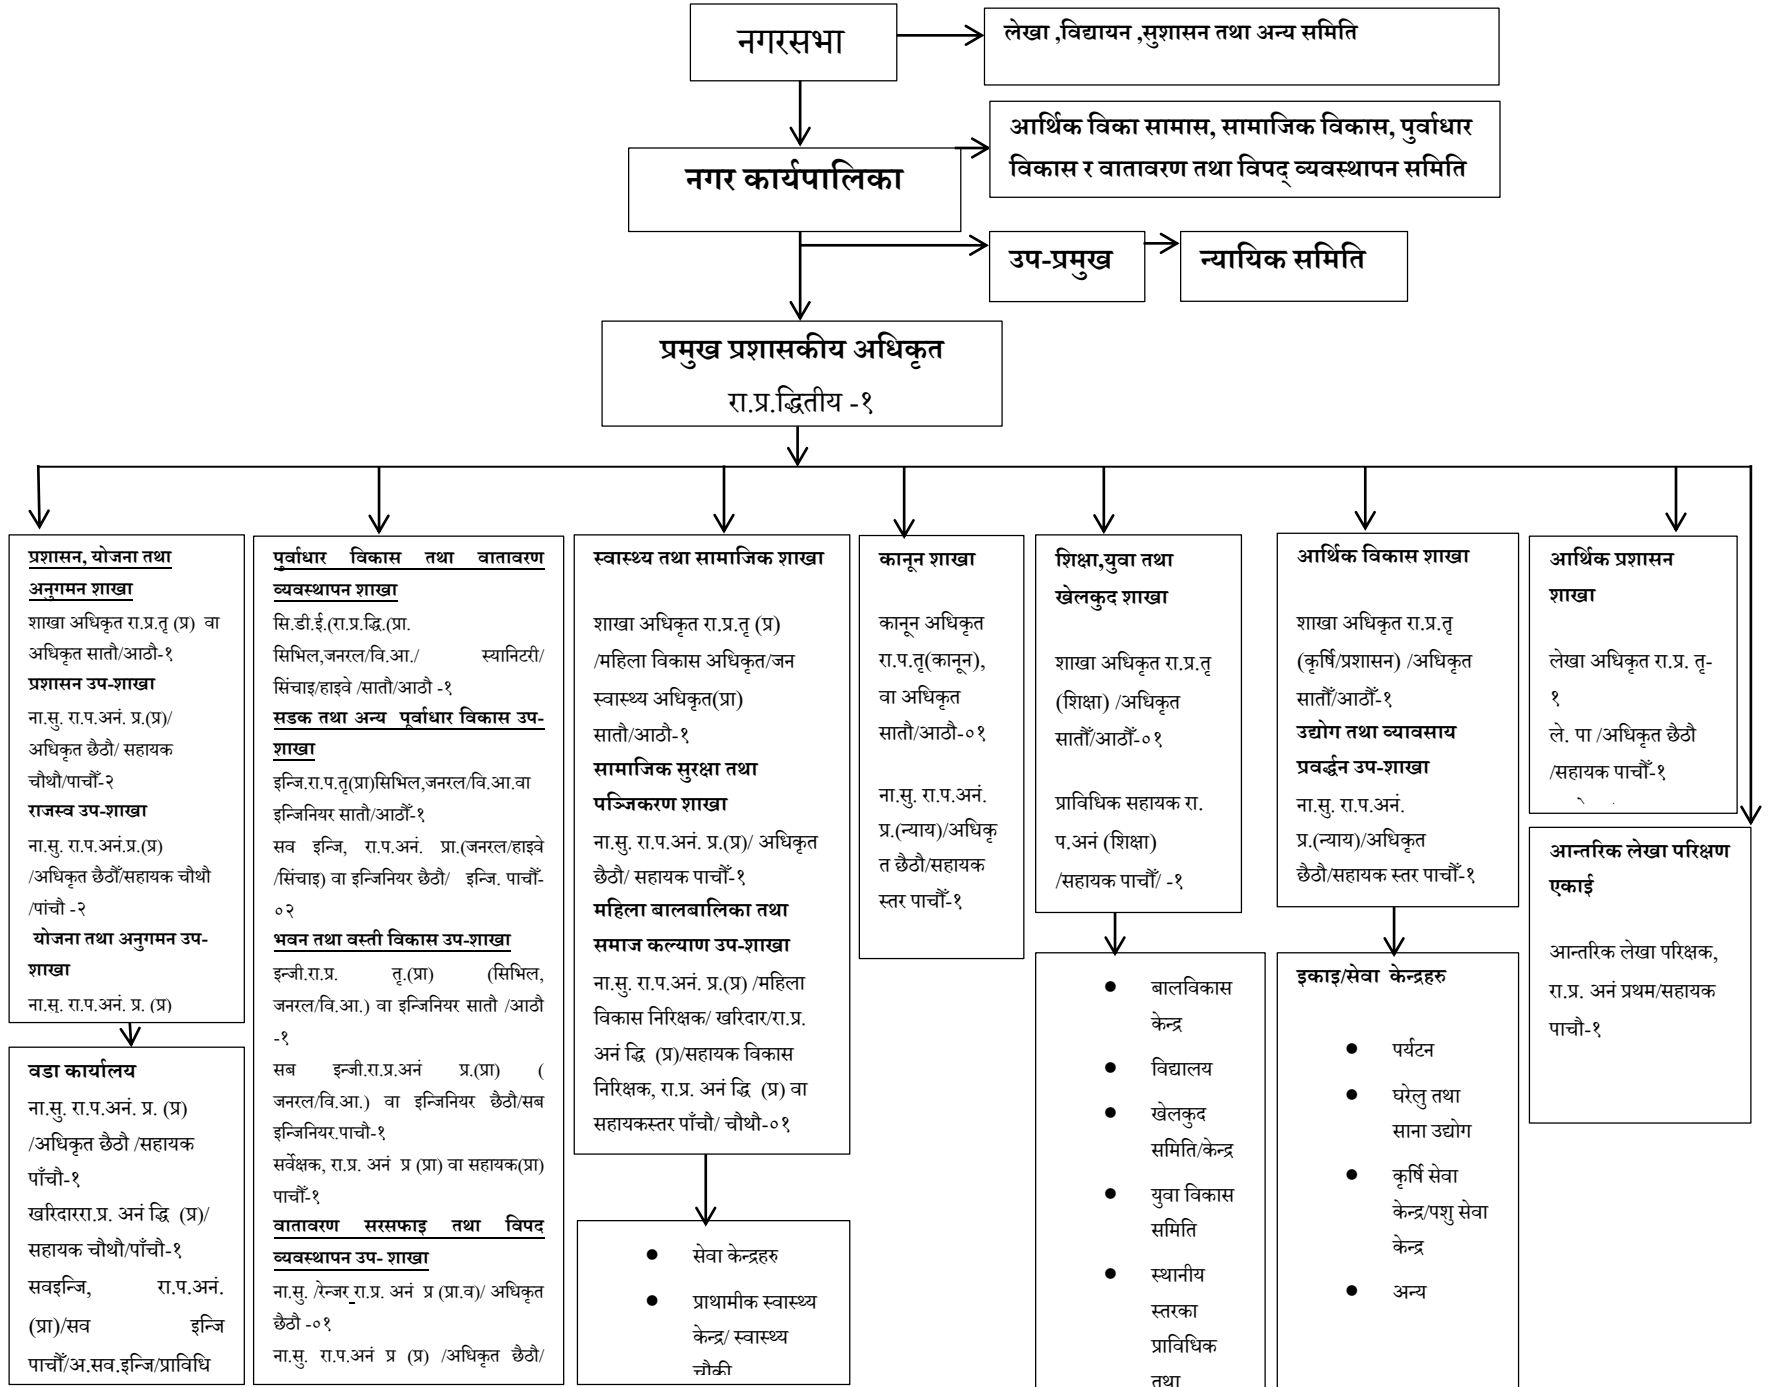 नगरसभा
लेखा ,विद्यायन ,सुशासन तथा अन्य समिति
आर्थिक विका सामास, सामाजिक विकास, पुर्वाधार
विकास र वातावरण तथा विपद् व्यवस्थापन समिति
नगर कार्यपालिका
उप-प्रमुख
न्यायिक समिति
प्रमुख प्रशासकीय अधिकृत
रा.प्र.द्धितीय -१
प्रशासन, योजना तथा
अनुगमन शाखा
शाखा अधिकृत रा.प्र.तृ (प्र) वा
अधिकृत सातौ/आठौ-१
प्रशासन उप-शाखा
ना.सु. रा.प.अनं. प्र.(प्र)/
अधिकृत छैठौ/ सहायक
चौथौ/पाचौँ-२
राजस्व उप-शाखा
ना.सु. रा.प.अनं.प्र.(प्र)
/अधिकृत छैठौँ/सहायक चौथौ
/पांचौ -२
योजना तथा अनुगमन उप-
शाखा
ना.सु. रा.प.अनं. प्र. (प्र)
वडा कार्यालय
ना.सु. रा.प.अनं. प्र. (प्र)
/अधिकृत छैठौ /सहायक
पाँचौ-१
खरिदाररा.प्र. अनं द्धि (प्र)/
सहायक चौथौ/पाँचौ-१
सवइन्जि, रा.प.अनं.
(प्रा)/सव इन्जि
पाचौँ/अ.सव.इन्जि/प्राविधि
पुर्वाधार विकास तथा वातावरण
व्यवस्थापन शाखा
सि.डी.ई.(रा.प्र.द्धि.(प्रा.
सिभिल,जनरल/वि.आ./ स्यानिटरी/
सिंचाइ/हाइवे /सातौ/आठौ -१
सडक तथा अन्य पूर्वाधार विकास उप-
शाखा
इन्जि.रा.प.तृ(प्रा)सिभिल,जनरल/वि.आ.वा
इन्जिनियर सातौ/आठौँ-१
सव इन्जि, रा.प.अनं. प्रा.(जनरल/हाइवे
/सिंचाइ) वा इन्जिनियर छैठौ/ इन्जि. पाचौँ-
०२
भवन तथा वस्ती विकास उप-शाखा
इन्जी.रा.प्र. तृ.(प्रा) (सिभिल,
जनरल/वि.आ.) वा इन्जिनियर सातौ /आठौ
-१
सब इन्जी.रा.प्र.अनं प्र.(प्रा) (
जनरल/वि.आ.) वा इन्जिनियर छैठौ/सब
इन्जिनियर.पाचौ-१
सर्वेक्षक, रा.प्र. अनं प्र (प्रा) वा सहायक(प्रा)
पाचौँ-१
वातावरण सरसफाइ तथा विपद
व्यवस्थापन उप- शाखा
ना.सु. /रेन्जर रा.प्र. अनं प्र (प्रा.व)/ अधिकृत
छैठौ -०१
ना.सु. रा.प.अनं प्र (प्र) /अधिकृत छैठौ/
स्वास्थ्य तथा सामाजिक शाखा
शाखा अधिकृत रा.प्र.तृ (प्र)
/महिला विकास अधिकृत/जन
स्वास्थ्य अधिकृत(प्रा)
सातौ/आठौ-१
सामाजिक सुरक्षा तथा
पञ्जिकरण शाखा
ना.सु. रा.प.अनं. प्र.(प्र)/ अधिकृत
छैठौ/ सहायक पाचौँ-१
महिला बालबालिका तथा
समाज कल्याण उप-शाखा
ना.सु. रा.प.अनं. प्र.(प्र) /महिला
विकास निरिक्षक/ खरिदार/रा.प्र.
अनं द्धि (प्र)/सहायक विकास
निरिक्षक, रा.प्र. अनं द्धि (प्र) वा
सहायकस्तर पाँचौ/ चौथौ-०१
● सेवा केन्द्रहरु
● प्राथामीक स्वास्थ्य
केन्द्र/ स्वास्थ्य
चौकी
कानून शाखा
कानून अधिकृत
रा.प.तृ(कानून),
वा अधिकृत
सातौ/आठौ-०१
ना.सु. रा.प.अनं.
प्र.(न्याय)/अधिकृ
त छैठौ/सहायक
स्तर पाचौँ-१
शिक्षा,युवा तथा
खेलकुद शाखा
शाखा अधिकृत रा.प्र.तृ
(शिक्षा) /अधिकृत
सातौँ/आठौँ-०१
प्राविधिक सहायक रा.
प.अनं (शिक्षा)
/सहायक पाचौँ/ -१
● बालविकास
केन्द्र
● विद्यालय
● खेलकुद
समिति/केन्द्र
● युवा विकास
समिति
● स्थानीय
स्तरका
प्राविधिक
तथा
आर्थिक विकास शाखा
शाखा अधिकृत रा.प्र.तृ
(कृर्षि/प्रशासन) /अधिकृत
सातौँ/आठौँ-१
उद्योग तथा व्यावसाय
प्रवर्द्धन उप-शाखा
ना.सु. रा.प.अनं.
प्र.(न्याय)/अधिकृत
छैठौ/सहायक स्तर पाचौँ-१
इकाइ/सेवा केन्द्रहरु
● पर्यटन
● घरेलु तथा
साना उद्योग
● कृर्षि सेवा
केन्द्र/पशु सेवा
केन्द्र
● अन्य
आर्थिक प्रशासन
शाखा
लेखा अधिकृत रा.प्र. तृ-
१
ले. पा /अधिकृत छैठौ
/सहायक पाचौँ-१
आन्तरिक लेखा परिक्षण
एकाई
आन्तरिक लेखा परिक्षक,
रा.प्र. अनं प्रथम/सहायक
पाचौ-१